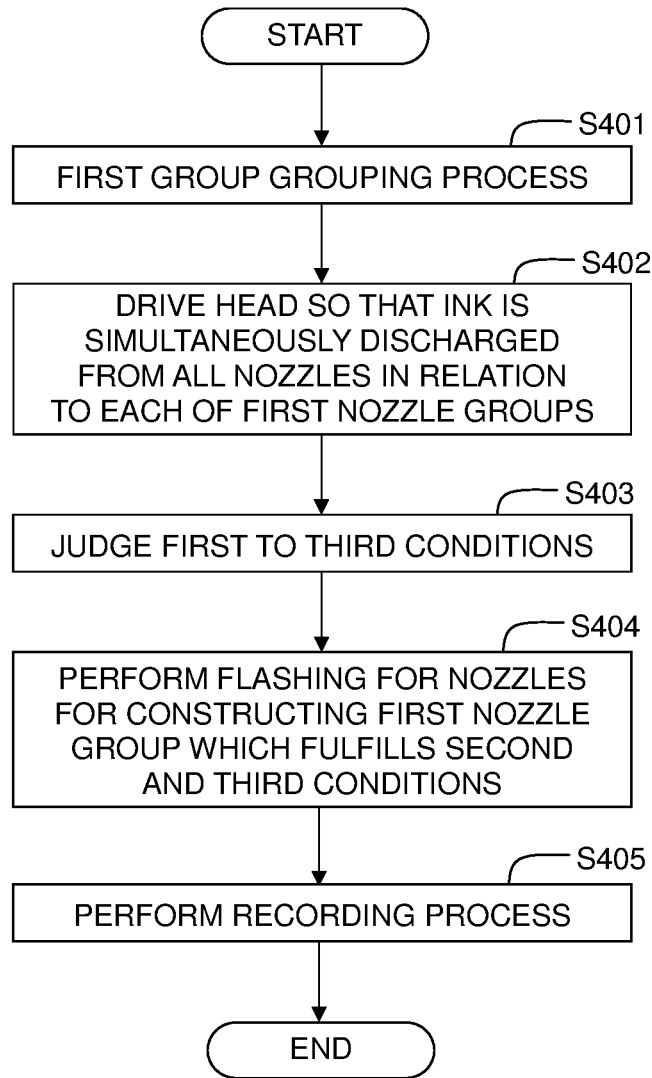 START
S401
FIRST GROUP GROUPING PROCESS
S402
DRIVE HEAD SO THAT INK IS
SIMULTANEOUSLY DISCHARGED
FROM ALL NOZZLES IN RELATION
TO EACH OF FIRST NOZZLE GROUPS
S403
JUDGE FIRST TO THIRD CONDITIONS
S404
PERFORM FLASHING FOR NOZZLES
FOR CONSTRUCTING FIRST NOZZLE
GROUP WHICH FULFILLS SECOND
AND THIRD CONDITIONS
S405
PERFORM RECORDING PROCESS
END